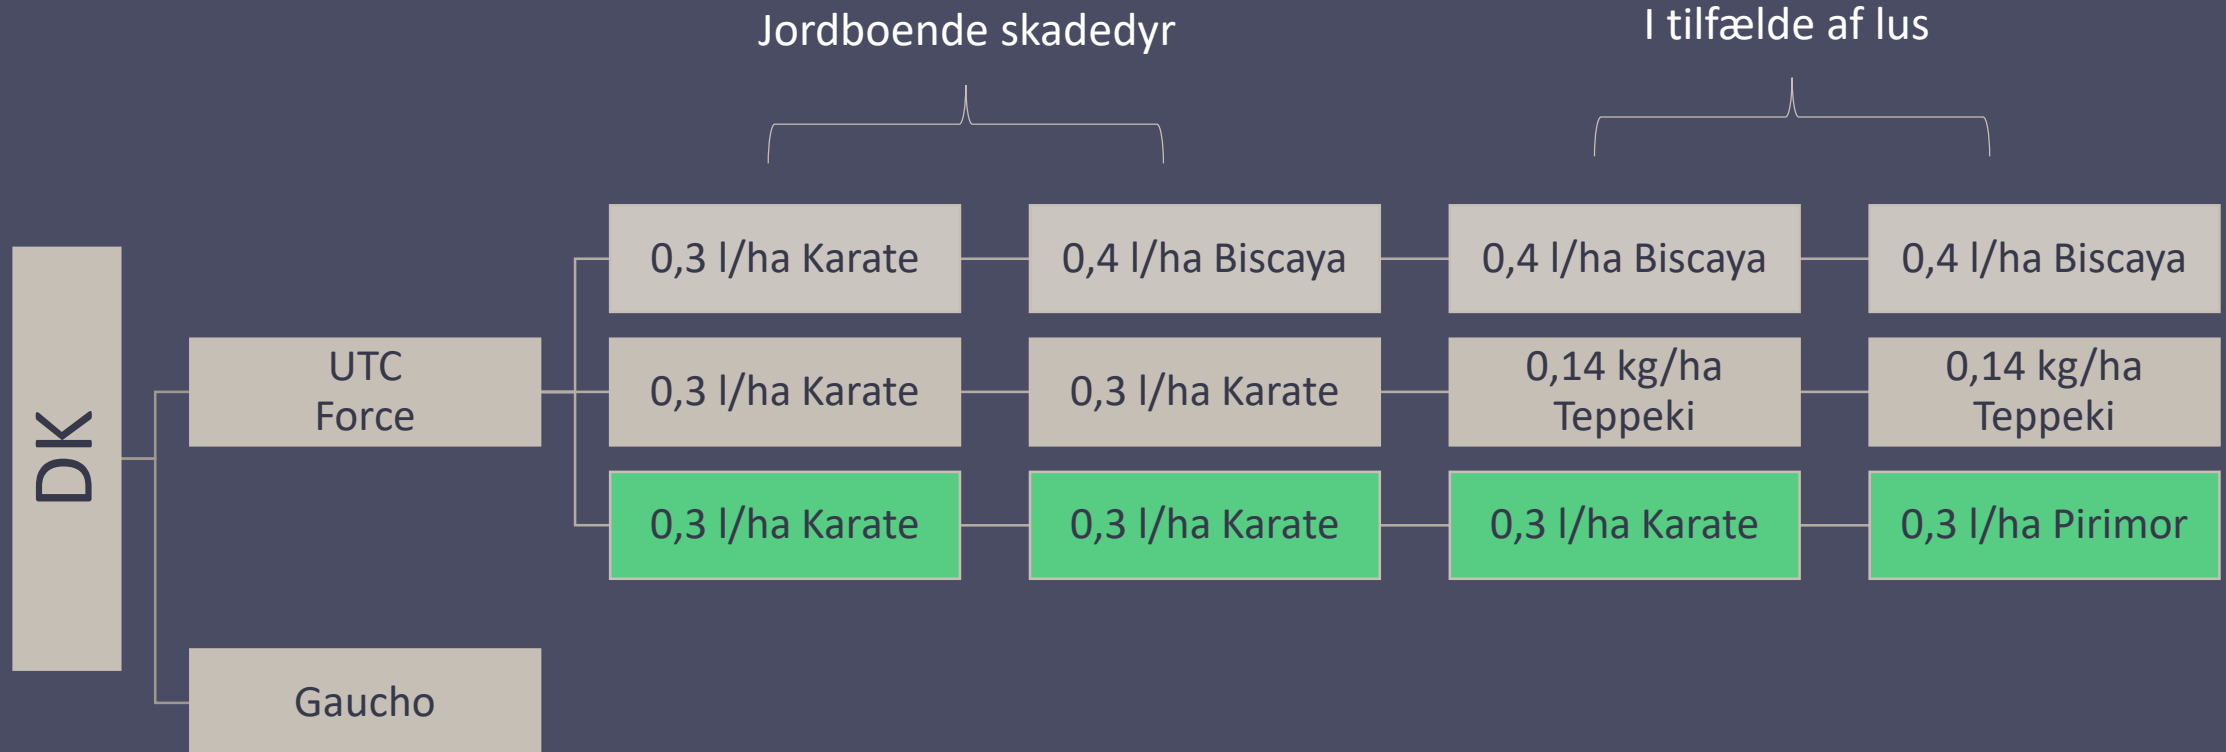 Jordboende skadedyr
I tilfælde af lus
DK
UTC
Force
0,3 l/ha Karate
0,4 l/ha Biscaya
0,4 l/ha Biscaya
0,4 l/ha Biscaya
0,3 l/ha Karate
0,3 l/ha Karate
0,14 kg/ha
Teppeki
0,14 kg/ha
Teppeki
0,3 l/ha Karate
0,3 l/ha Karate
0,3 l/ha Karate
0,3 l/ha Pirimor
Gaucho